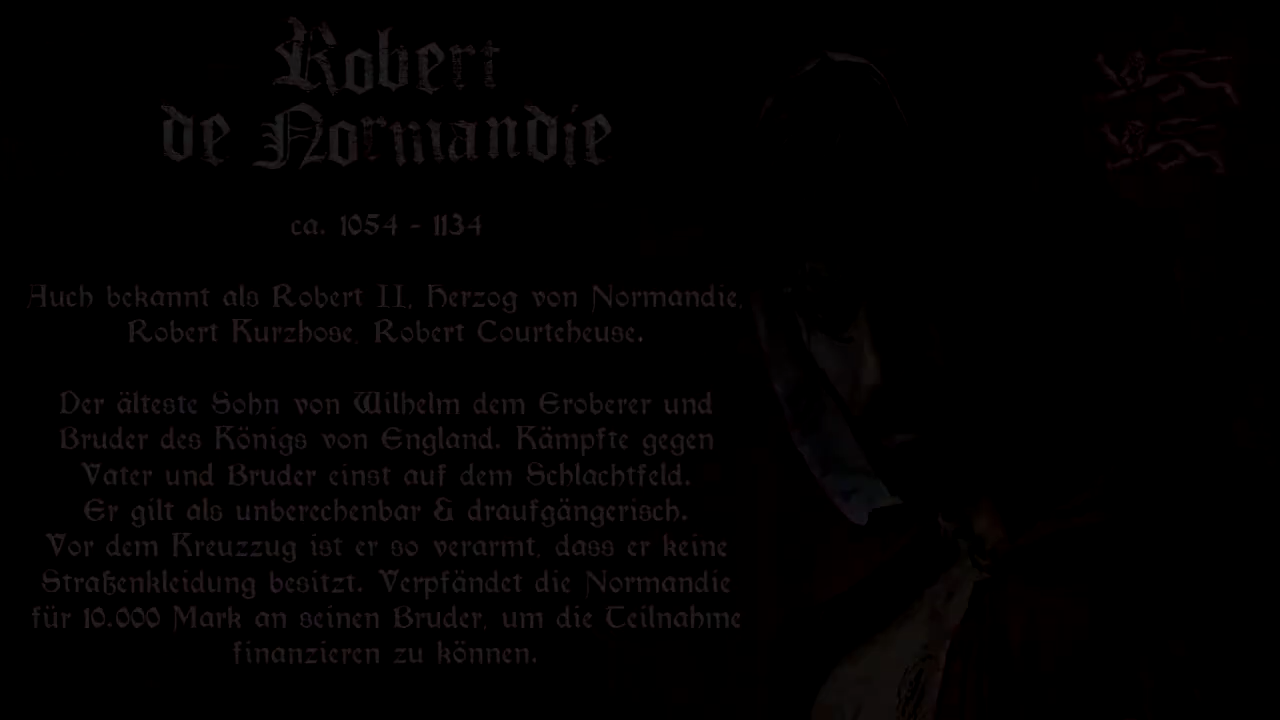 Robert
de Normandie
ca. 1054 - 1134
Auch bekannt als Robert II, Herzog von Normandie,
Robert Kurzhose, Robert Courteheuse.
Der älteste Sohn von Wilhelm dem Eroberer und
Bruder des Königs von England. Kämpfte gegen
Vater und Bruder einst auf dem Schlachtfeld.
Er gilt als unberechenbar & draufgängerisch.
Vor dem Kreuzzug ist er so verarmt, dass er keine
Straßenkleidung besitzt. Verpfändet die Normandie
für 10.000 Mark an seinen Bruder, um die Teilnahme
finanzieren zu können.